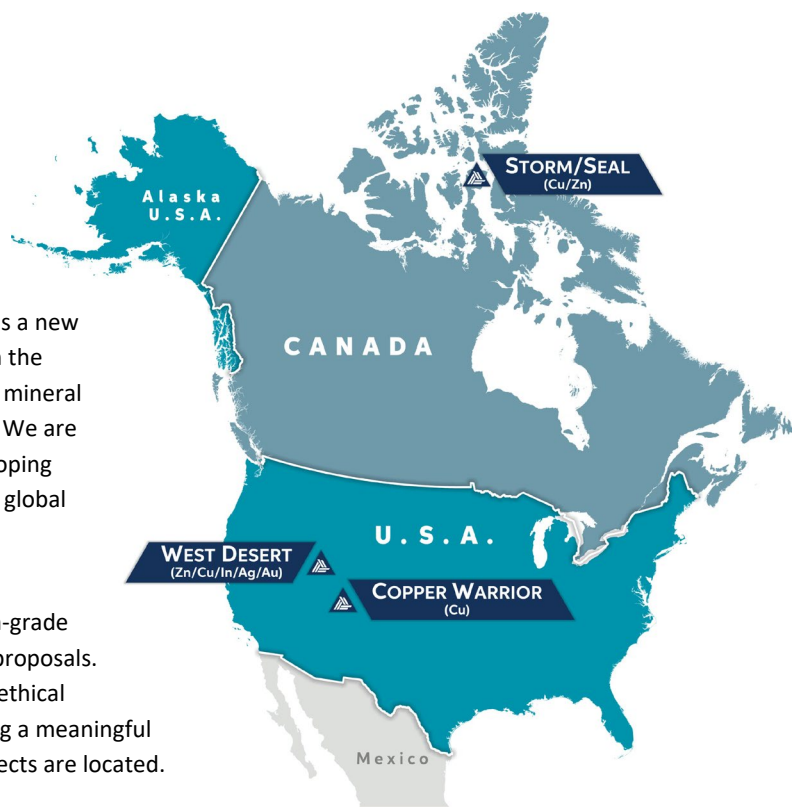 STORM/SEAL
(Cu/Zn)
Alaska
U.S.A.
CANADA
s a new
the
mineral
We are
oping
global
U.S.A.
WEST DESERT
(Zn/Cu/In/Ag/Au)
COPPER WARRIOR
(Cu)
-grade
proposals.
ethical
g a meaningful
ects are located.
Mexico